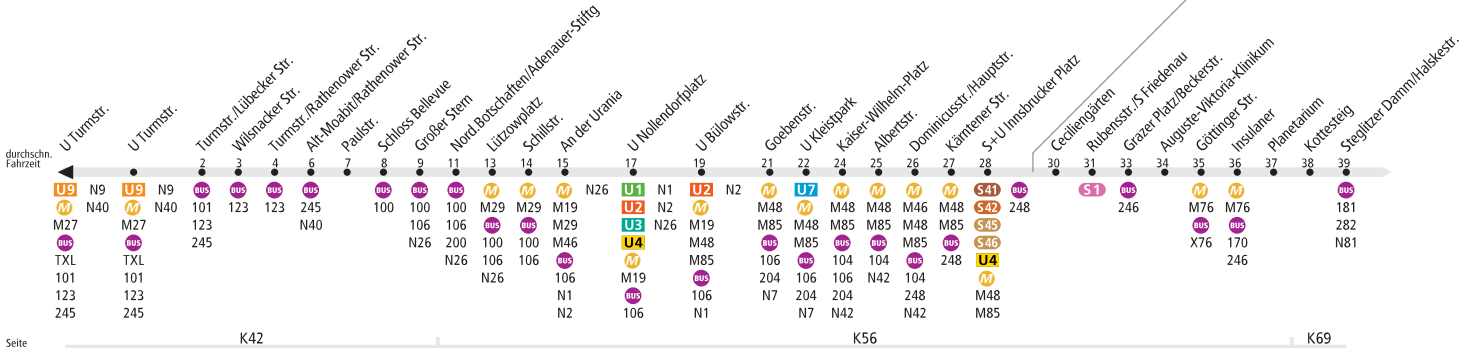 U Turmstr.
U Turmstr.
Turmstr./Lübecker Str.
Wilsnacker Str.
Turmstr./Rathenower Str.
Alt-Moabit/Rathenower Str.
Paulstr.
Schloss Bellevue
Großer Stern
Nord.Botschaften/Adenauer-Stiftg
Lützowplatz
Schillstr.
An der Urania
U Nollendorfplatz
U Bülowstr.
Goebenstr.
U Kleistpark
Kaiser-Wilhelm-Platz
Albertstr.
Dominicusstr./Hauptstr.
Kärntener Str.
S+U Innsbrucker Platz
Ceciliengärten
Rubensstr./S Friedenau
Grazer Platz/Beckerstr.
Auguste-Viktoria-Klinikum
Göttinger Str.
Insulaner
Planetarium
Kottesteig
Steglitzer Damm/Halskestr.
durchschn.
Fahrzeit
2 3 4 6 7 8 9 11 13 14 15 17 19 21 22 24 25 26 27 28 30 31 33 34 35 36 37 38 39
U9 N9 U9 N9 BUS BUS BUS BUS BUS BUS BUS M M M N26 U1 N1 U2 N2 M U7 M M M M S41 BUS S1 BUS M M BUS
M N40 M N40 101 123 123 245 100 100 100 M29 M29 M19 U2 N2 M M48 M M48 M48 M46 M48 S42 248 246 M76 M76 181
M27 M27 123 N40 106 106 BUS BUS M29 U3 N26 M19 M85 M48 M85 M85 M48 M85 S45 BUS BUS 282
BUS BUS 245 N26 200 100 100 M46 U4 M48 BUS M85 BUS BUS M85 BUS S46 X76 170 N81
TXL TXL N26 106 106 BUS M M85 106 BUS 104 104 BUS 248 U4 246
101 101 N26 106 M19 BUS 204 106 106 N42 104 M
123 123 N1 BUS 106 N7 204 204 248 M48
245 245 N2 106 N1 N7 N42 N42 M85
Seite K42 K56 K69